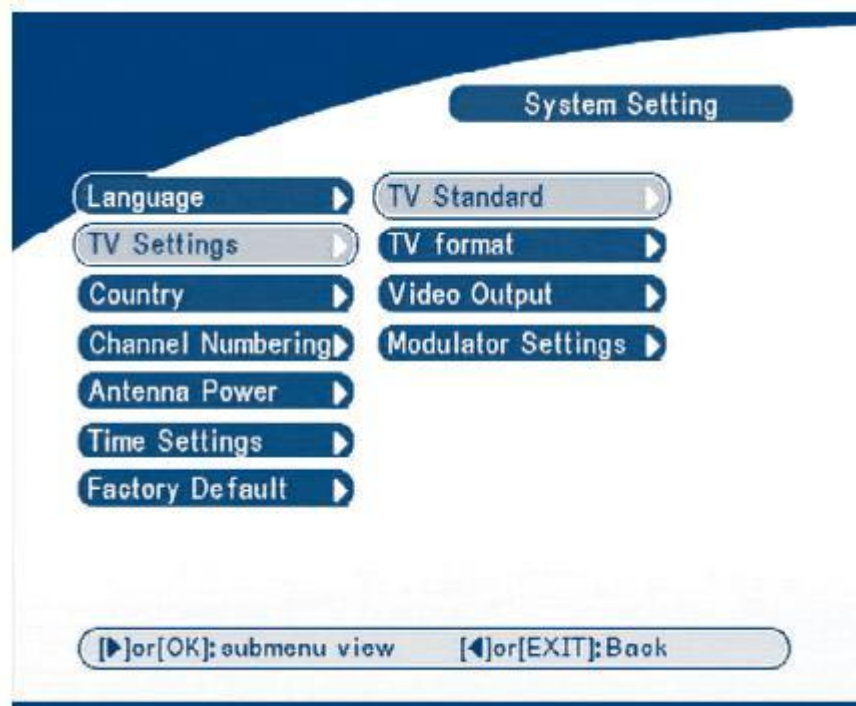 System Setting
Language
TV Settings
Country
Channel Numbering
Antenna Power
Time Settings
Factory Default
TV Standard
TV format
Video Output
Modulator Settings
[▶]or[OK]:submenu view [◀]or[EXIT]:Back